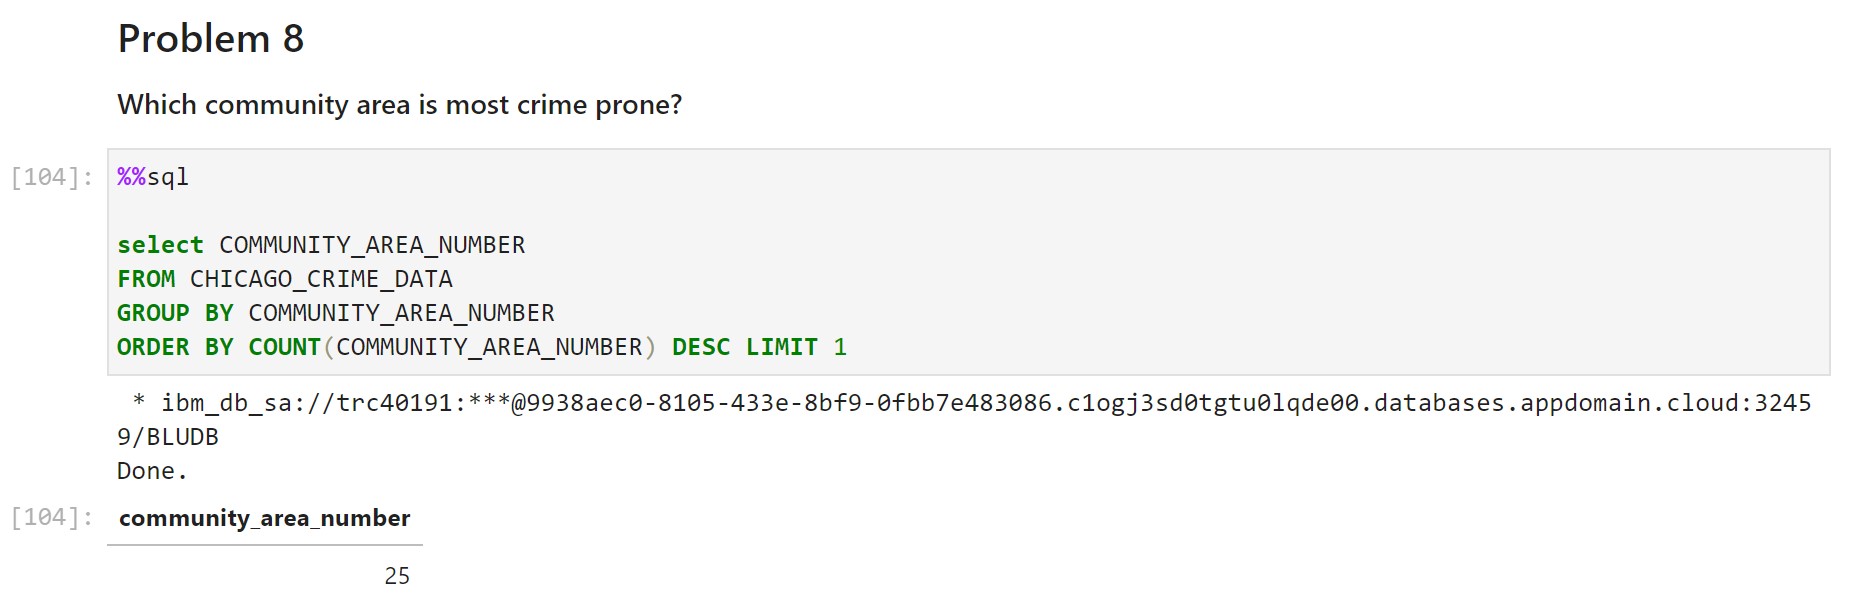 Problem 8
Which community area is most crime prone?
[104]: %%sql
select COMMUNITY_AREA_NUMBER
FROM CHICAGO_CRIME_DATA
GROUP BY COMMUNITY_AREA_NUMBER
ORDER BY COUNT(COMMUNITY_AREA_NUMBER) DESC LIMIT 1
* ibm_db_sa://trc40191:***@9938aec0-8105-433e-8bf9-0fbb7e483086.c1ogj3sd0tgtu0lqde00.databases.appdomain.cloud:3245
9/BLUDB
Done.
[104]: community_area_number
25